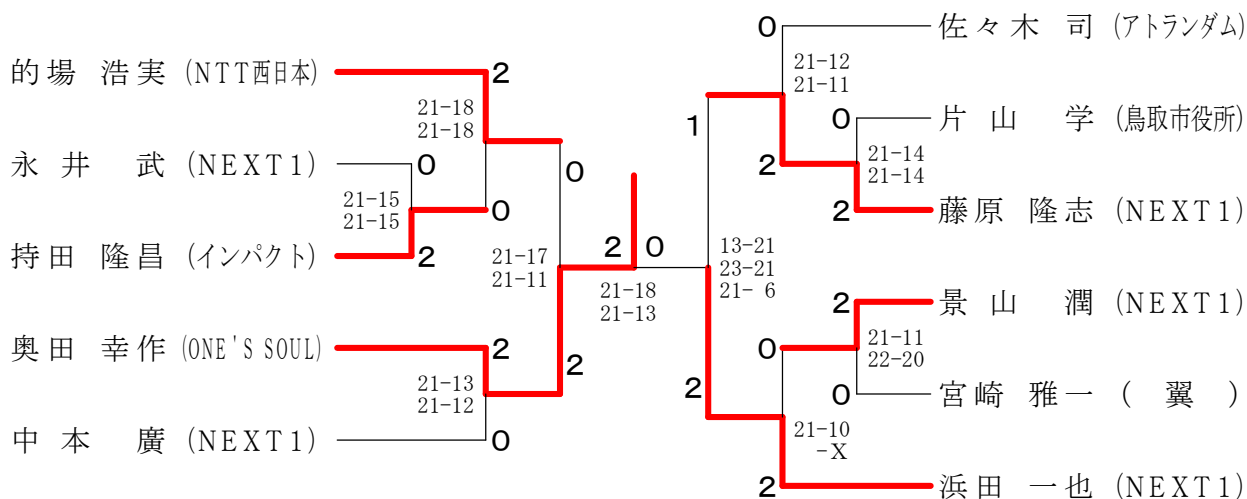 的場 浩実 (NTT西日本)
2
21-18
21-18
永井 武 (NEXT1)
0
21-15
21-15
0
持田 隆昌 (インパクト)
2
0
21-17
21-11
奥田 幸作 (ONE'S SOUL)
2
21-13
21-12
2
中本 廣 (NEXT1)
0
2 0
21-18
21-13
0 佐々木 司 (アトランダム)
21-12
21-11
1
0 片山 学 (鳥取市役所)
21-14
21-14
2
2 藤原 隆志 (NEXT1)
13-21
23-21
21- 6
2 景山 潤 (NEXT1)
21-11
22-20
0
2
0 宮崎 雅一 ( 翼 )
21-10
-X
2 浜田 一也 (NEXT1)